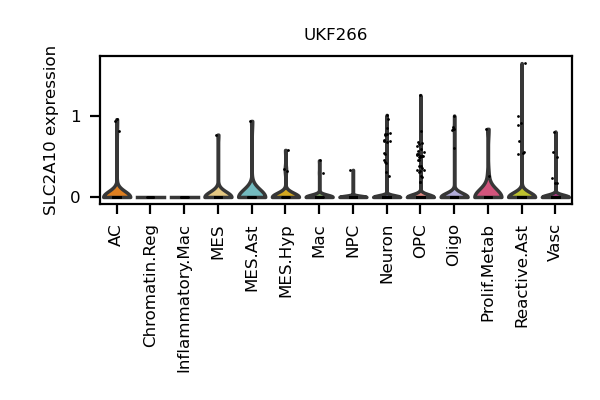 UKF266
SLC2A10 expression
1
0
AC
Chromatin.Reg
Inflammatory.Mac
MES
MES.Ast
MES.Hyp
Mac
NPC
Neuron
OPC
Oligo
Prolif.Metab
Reactive.Ast
Vasc